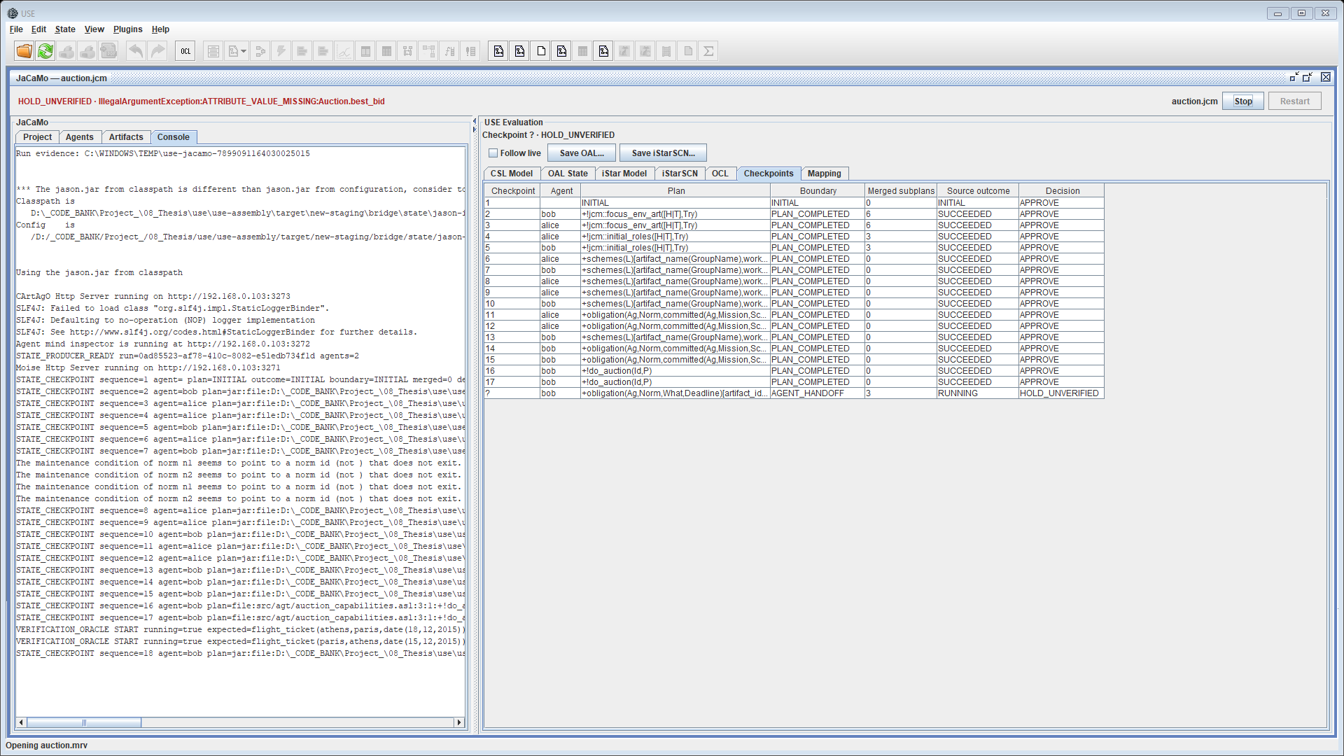 USE
File Edit State View Plugins Help
OCL
JaCaMo — auction.jcm
HOLD_UNVERIFIED · IllegalArgumentException:ATTRIBUTE_VALUE_MISSING:Auction.best_bid
auction.jcm Stop Restart
JaCaMo
Project Agents Artifacts Console
Run evidence: C:\WINDOWS\TEMP\use-jacamo-7899091164030025015
*** The jason.jar from classpath is different than jason.jar from configuration, consider to
Classpath is
D:\_CODE_BANK\Project_\08_Thesis\use\use-assembly\target\new-staging\bridge\state\jason-i
Config is
/D:/_CODE_BANK/Project_/08_Thesis/use/use-assembly/target/new-staging/bridge/state/jason-
Using the jason.jar from classpath
CArtAgO Http Server running on http://192.168.0.103:3273
SLF4J: Failed to load class "org.slf4j.impl.StaticLoggerBinder".
SLF4J: Defaulting to no-operation (NOP) logger implementation
SLF4J: See http://www.slf4j.org/codes.html#StaticLoggerBinder for further details.
Agent mind inspector is running at http://192.168.0.103:3272
STATE_PRODUCER_READY run=0ad85523-af78-410c-8082-e51edb734f1d agents=2
Moise Http Server running on http://192.168.0.103:3271
STATE_CHECKPOINT sequence=1 agent= plan=INITIAL outcome=INITIAL boundary=INITIAL merged=0 de
STATE_CHECKPOINT sequence=2 agent=bob plan=jar:file:D:\_CODE_BANK\Project_\08_Thesis\use\use
STATE_CHECKPOINT sequence=3 agent=alice plan=jar:file:D:\_CODE_BANK\Project_\08_Thesis\use\u
STATE_CHECKPOINT sequence=4 agent=alice plan=jar:file:D:\_CODE_BANK\Project_\08_Thesis\use\u
STATE_CHECKPOINT sequence=5 agent=bob plan=jar:file:D:\_CODE_BANK\Project_\08_Thesis\use\use
STATE_CHECKPOINT sequence=6 agent=alice plan=jar:file:D:\_CODE_BANK\Project_\08_Thesis\use\u
STATE_CHECKPOINT sequence=7 agent=bob plan=jar:file:D:\_CODE_BANK\Project_\08_Thesis\use\use
The maintenance condition of norm n1 seems to point to a norm id (not ) that does not exit.
The maintenance condition of norm n2 seems to point to a norm id (not ) that does not exit.
The maintenance condition of norm n1 seems to point to a norm id (not ) that does not exit.
The maintenance condition of norm n2 seems to point to a norm id (not ) that does not exit.
STATE_CHECKPOINT sequence=8 agent=alice plan=jar:file:D:\_CODE_BANK\Project_\08_Thesis\use\u
STATE_CHECKPOINT sequence=9 agent=alice plan=jar:file:D:\_CODE_BANK\Project_\08_Thesis\use\u
STATE_CHECKPOINT sequence=10 agent=bob plan=jar:file:D:\_CODE_BANK\Project_\08_Thesis\use\us
STATE_CHECKPOINT sequence=11 agent=alice plan=jar:file:D:\_CODE_BANK\Project_\08_Thesis\use\
STATE_CHECKPOINT sequence=12 agent=alice plan=jar:file:D:\_CODE_BANK\Project_\08_Thesis\use\
STATE_CHECKPOINT sequence=13 agent=bob plan=jar:file:D:\_CODE_BANK\Project_\08_Thesis\use\us
STATE_CHECKPOINT sequence=14 agent=bob plan=jar:file:D:\_CODE_BANK\Project_\08_Thesis\use\us
STATE_CHECKPOINT sequence=15 agent=bob plan=jar:file:D:\_CODE_BANK\Project_\08_Thesis\use\us
STATE_CHECKPOINT sequence=16 agent=bob plan=file:src/agt/auction_capabilities.asl:3:1:+!do_a
STATE_CHECKPOINT sequence=17 agent=bob plan=file:src/agt/auction_capabilities.asl:3:1:+!do_a
VERIFICATION_ORACLE START running=true expected=flight_ticket(athens,paris,date(18,12,2015))
VERIFICATION_ORACLE START running=true expected=flight_ticket(paris,athens,date(15,12,2015))
STATE_CHECKPOINT sequence=18 agent=bob plan=jar:file:D:\_CODE_BANK\Project_\08_Thesis\use\us
USE Evaluation
Checkpoint ? · HOLD_UNVERIFIED
Follow live Save OAL... Save iStarSCN...
CSL Model OAL State iStar Model iStarSCN OCL Checkpoints Mapping
Checkpoint Agent Plan Boundary Merged subplans Source outcome Decision
1 INITIAL INITIAL 0 INITIAL APPROVE
2 bob +!jcm::focus_env_art([H|T],Try) PLAN_COMPLETED 6 SUCCEEDED APPROVE
3 alice +!jcm::focus_env_art([H|T],Try) PLAN_COMPLETED 6 SUCCEEDED APPROVE
4 alice +!jcm::initial_roles([H|T],Try) PLAN_COMPLETED 3 SUCCEEDED APPROVE
5 bob +!jcm::initial_roles([H|T],Try) PLAN_COMPLETED 3 SUCCEEDED APPROVE
6 alice +schemes(L)[artifact_name(GroupName),work... PLAN_COMPLETED 0 SUCCEEDED APPROVE
7 bob +schemes(L)[artifact_name(GroupName),work... PLAN_COMPLETED 0 SUCCEEDED APPROVE
8 alice +schemes(L)[artifact_name(GroupName),work... PLAN_COMPLETED 0 SUCCEEDED APPROVE
9 alice +schemes(L)[artifact_name(GroupName),work... PLAN_COMPLETED 0 SUCCEEDED APPROVE
10 bob +schemes(L)[artifact_name(GroupName),work... PLAN_COMPLETED 0 SUCCEEDED APPROVE
11 alice +obligation(Ag,Norm,committed(Ag,Mission,Sc... PLAN_COMPLETED 0 SUCCEEDED APPROVE
12 alice +obligation(Ag,Norm,committed(Ag,Mission,Sc... PLAN_COMPLETED 0 SUCCEEDED APPROVE
13 bob +schemes(L)[artifact_name(GroupName),work... PLAN_COMPLETED 0 SUCCEEDED APPROVE
14 bob +obligation(Ag,Norm,committed(Ag,Mission,Sc... PLAN_COMPLETED 0 SUCCEEDED APPROVE
15 bob +obligation(Ag,Norm,committed(Ag,Mission,Sc... PLAN_COMPLETED 0 SUCCEEDED APPROVE
16 bob +!do_auction(Id,P) PLAN_COMPLETED 0 SUCCEEDED APPROVE
17 bob +!do_auction(Id,P) PLAN_COMPLETED 0 SUCCEEDED APPROVE
? bob +obligation(Ag,Norm,What,Deadline)[artifact_id... AGENT_HANDOFF 3 RUNNING HOLD_UNVERIFIED
Opening auction.mrv